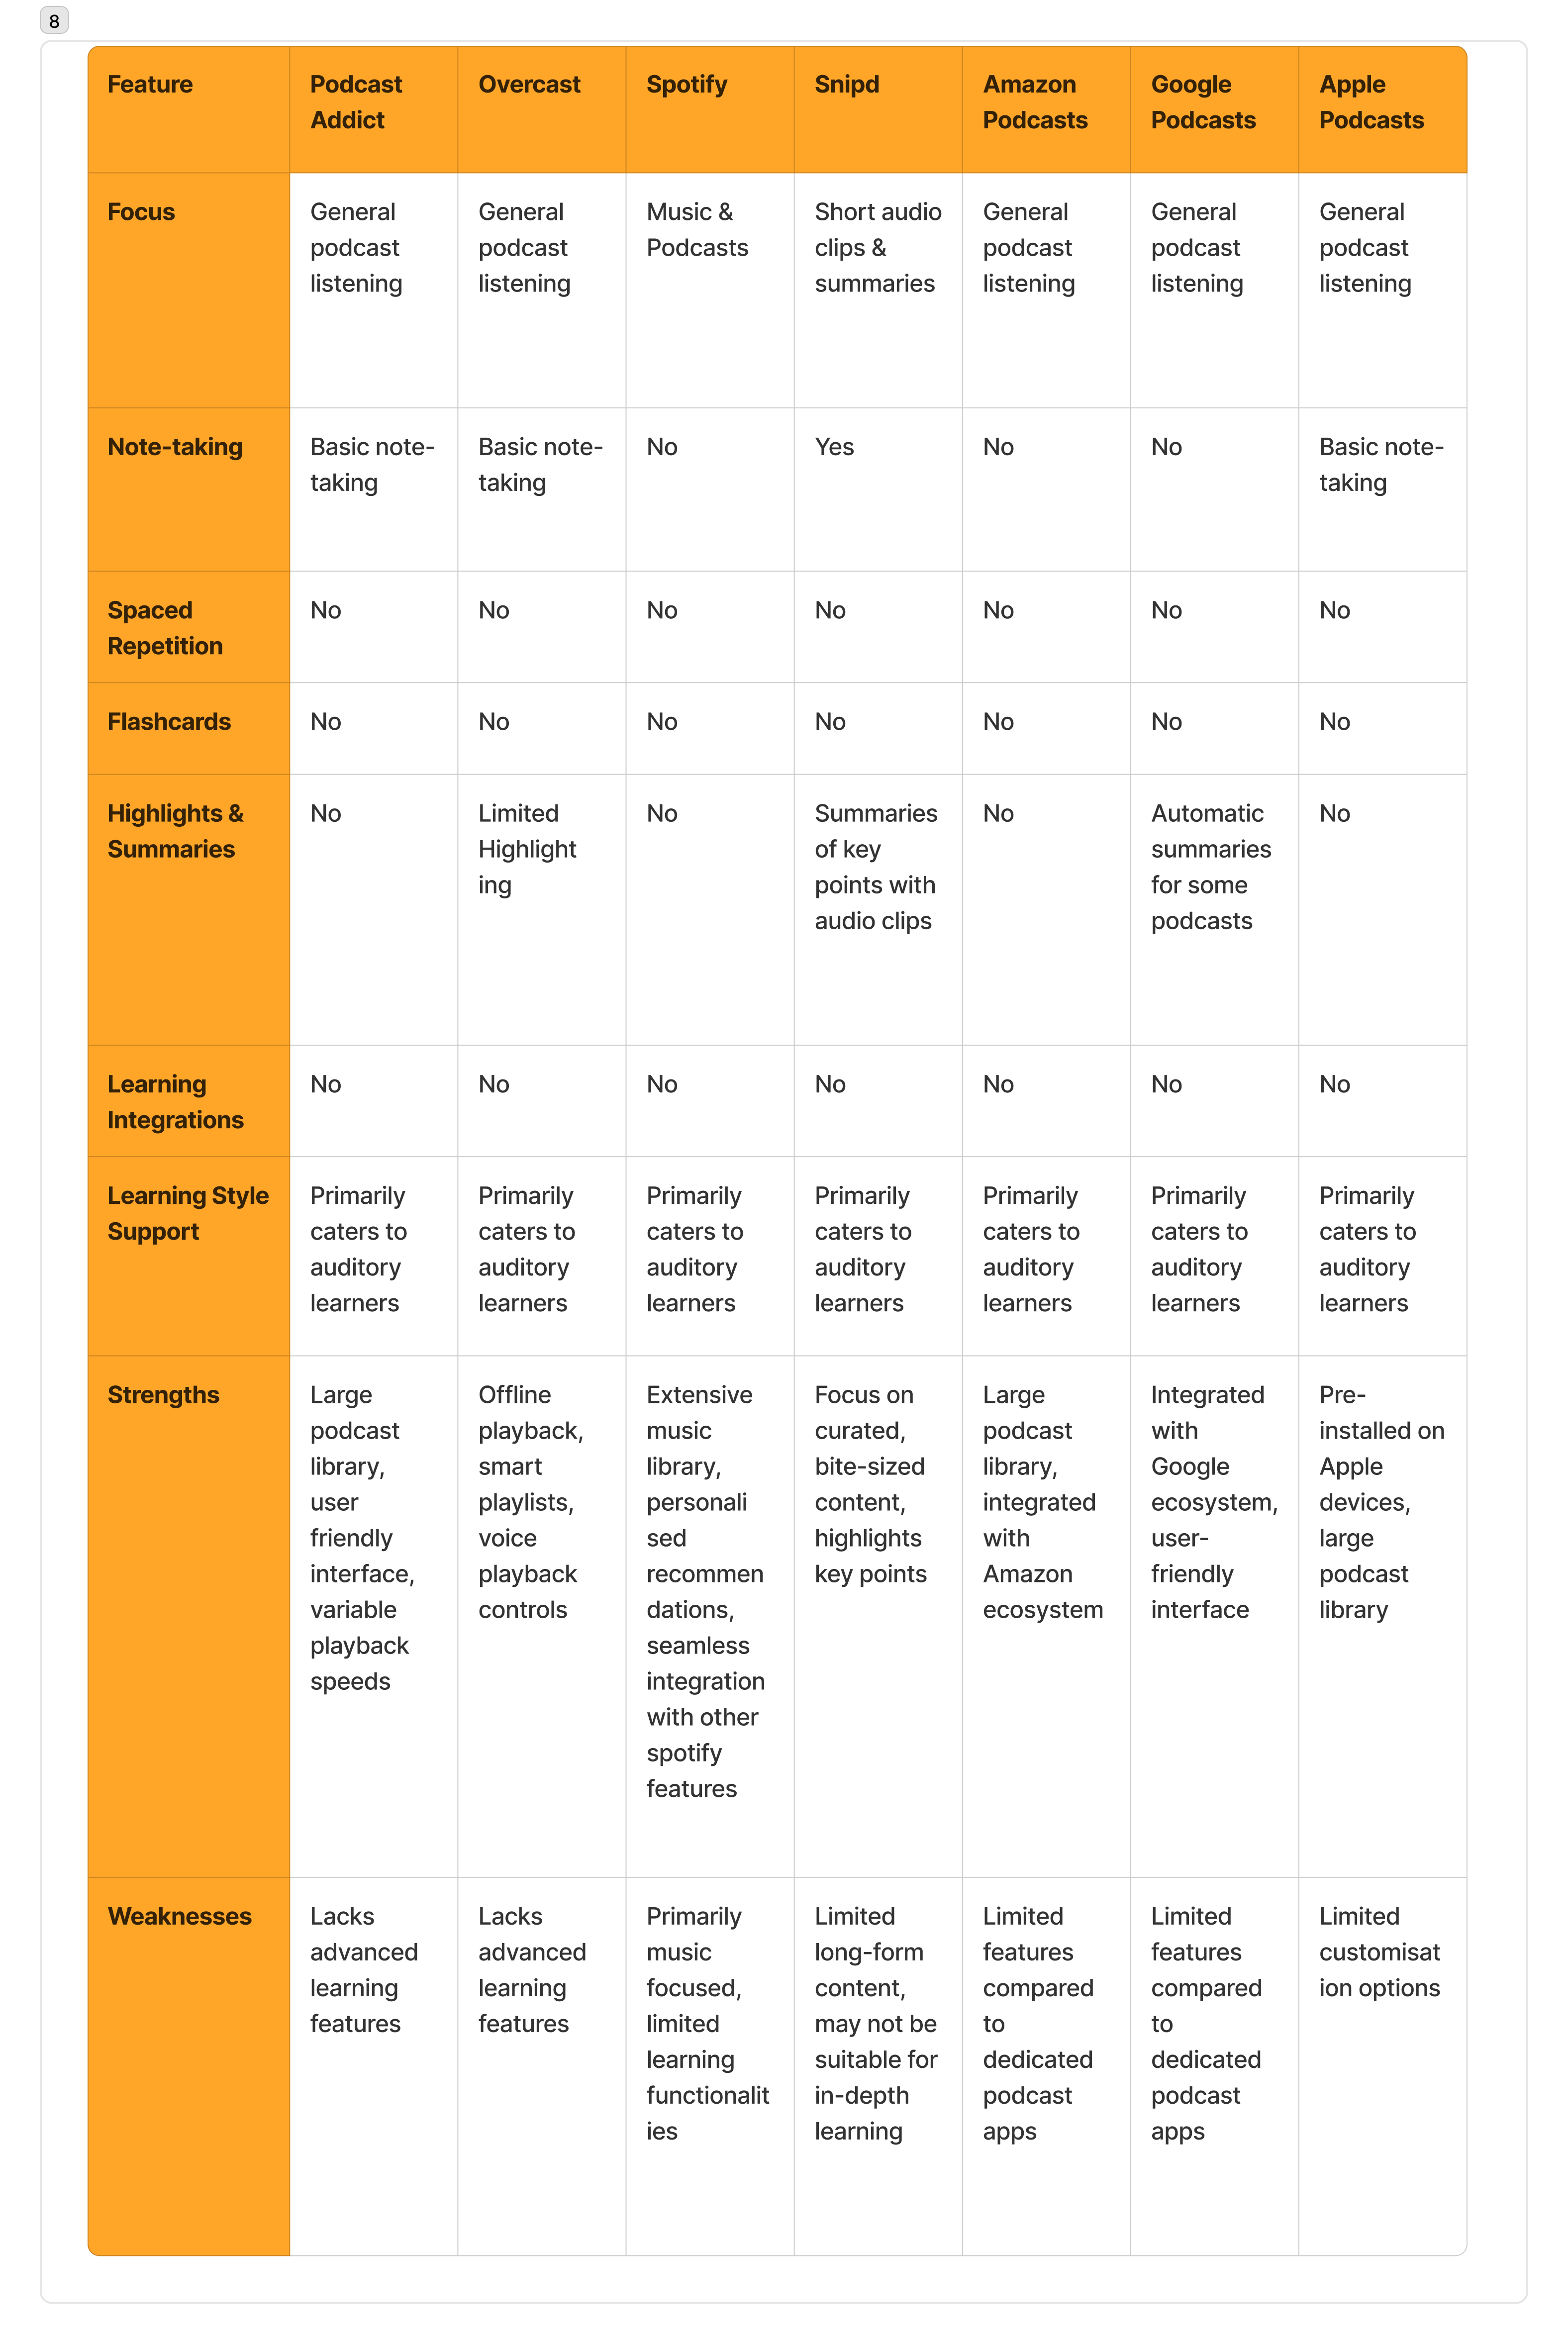 8
Feature
Podcast
Addict
Overcast
Spotify
Snipd
Amazon
Podcasts
Google
Podcasts
Apple
Podcasts
Focus
General
podcast
listening
General
podcast
listening
Music &
Podcasts
Short audio
clips &
summaries
General
podcast
listening
General
podcast
listening
General
podcast
listening
Note-taking
Basic note-
taking
Basic note-
taking
No
Yes
No
No
Basic note-
taking
Spaced
Repetition
No
No
No
No
No
No
No
Flashcards
No
No
No
No
No
No
No
Highlights &
Summaries
No
Limited
Highlight
ing
No
Summaries
of key
points with
audio clips
No
Automatic
summaries
for some
podcasts
No
Learning
Integrations
No
No
No
No
No
No
No
Learning Style
Support
Primarily
caters to
auditory
learners
Primarily
caters to
auditory
learners
Primarily
caters to
auditory
learners
Primarily
caters to
auditory
learners
Primarily
caters to
auditory
learners
Primarily
caters to
auditory
learners
Primarily
caters to
auditory
learners
Strengths
Large
podcast
library,
user
friendly
interface,
variable
playback
speeds
Offline
playback,
smart
playlists,
voice
playback
controls
Extensive
music
library,
personali
sed
recommen
dations,
seamless
integration
with other
spotify
features
Focus on
curated,
bite-sized
content,
highlights
key points
Large
podcast
library,
integrated
with
Amazon
ecosystem
Integrated
with
Google
ecosystem,
user-
friendly
interface
Pre-
installed on
Apple
devices,
large
podcast
library
Weaknesses
Lacks
advanced
learning
features
Lacks
advanced
learning
features
Primarily
music
focused,
limited
learning
functionalit
ies
Limited
long-form
content,
may not be
suitable for
in-depth
learning
Limited
features
compared
to
dedicated
podcast
apps
Limited
features
compared
to
dedicated
podcast
apps
Limited
customisat
ion options